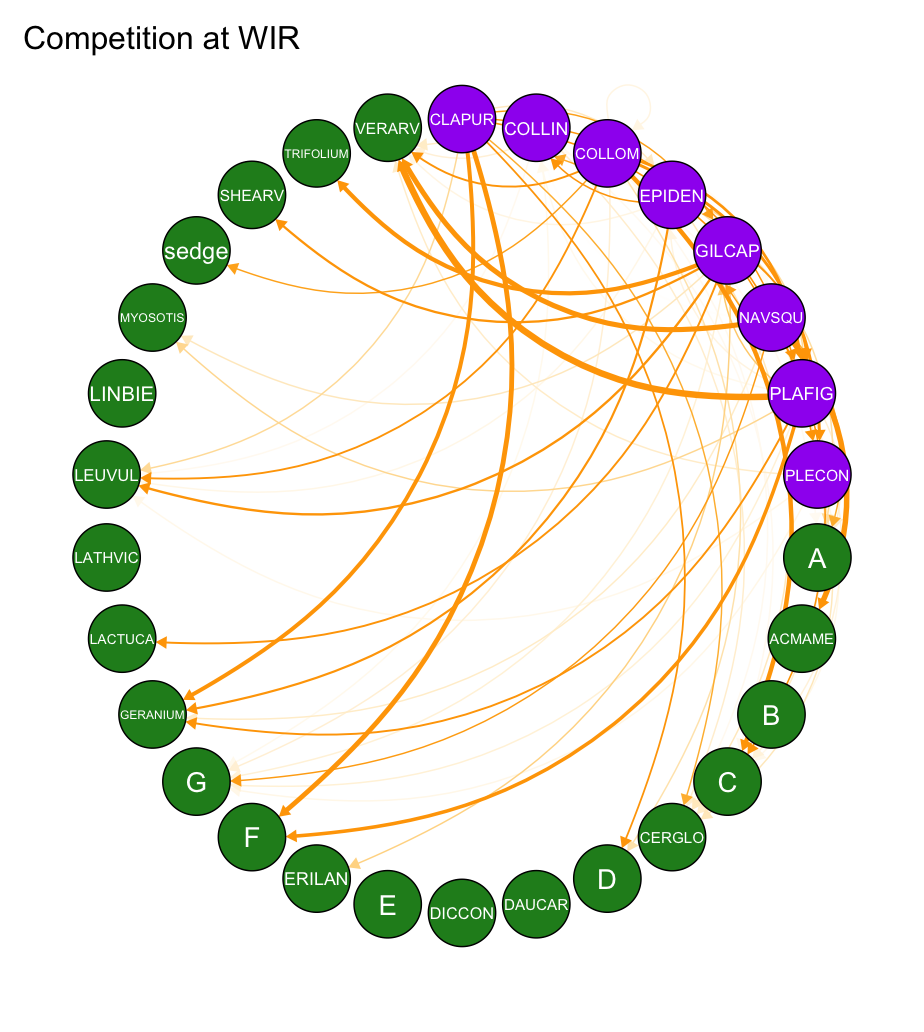 Competition at WIR
CLAPUR
COLLIN
COLLOM
EPIDEN
GILCAP
NAVSQU
PLAFIG
PLECON
A
ACMAME
B
C
CERGLO
D
DAUCAR
DICCON
E
ERILAN
F
G
GERANIUM
LACTUCA
LATHVIC
LEUVUL
LINBIE
MYOSOTIS
sedge
SHEARV
TRIFOLIUM
VERARV